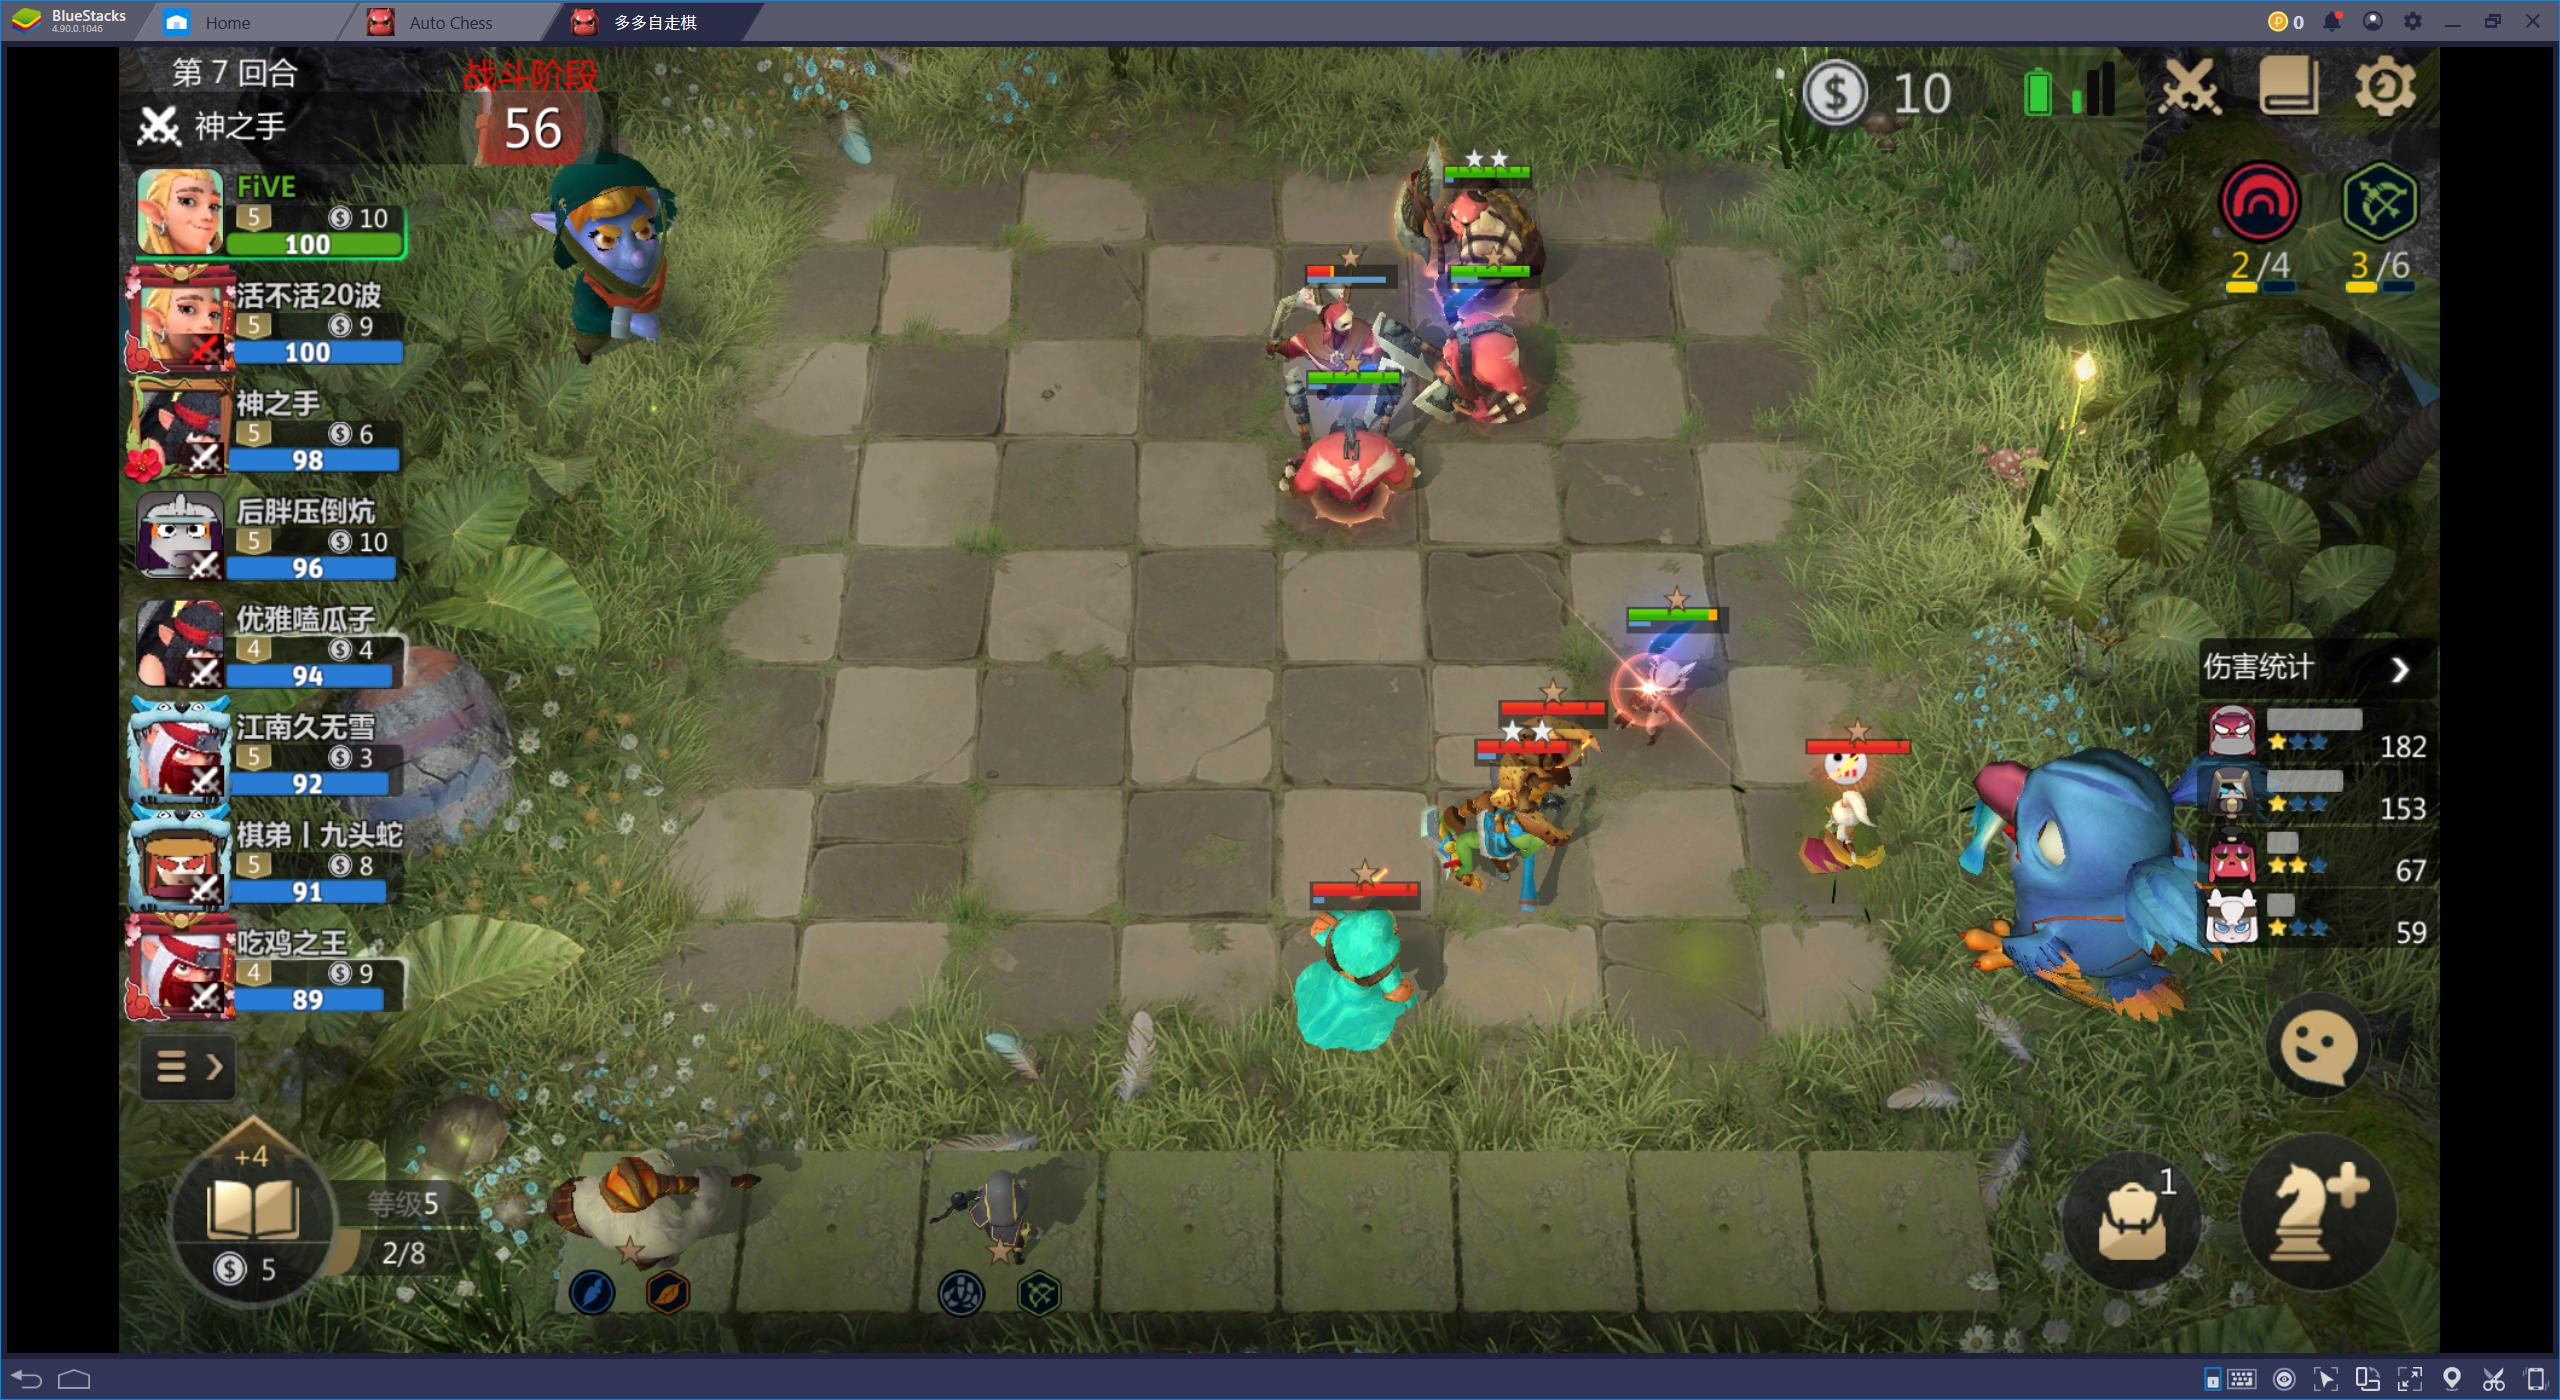 BlueStacks
4.90.0.1046
Home
Auto Chess
多多自走棋
0
第 7 回合
战斗阶段
神之手
56
10
FiVE
5 10
100
活不活20波
5 9
100
神之手
5 6
98
后胖压倒炕
5 10
96
优雅嗑瓜子
4 4
94
江南久无雪
5 3
92
棋弟丨九头蛇
5 8
91
吃鸡之王
4 9
89
2/4
3/6
伤害统计
182
153
67
59
+4
5
等级5
2/8
1